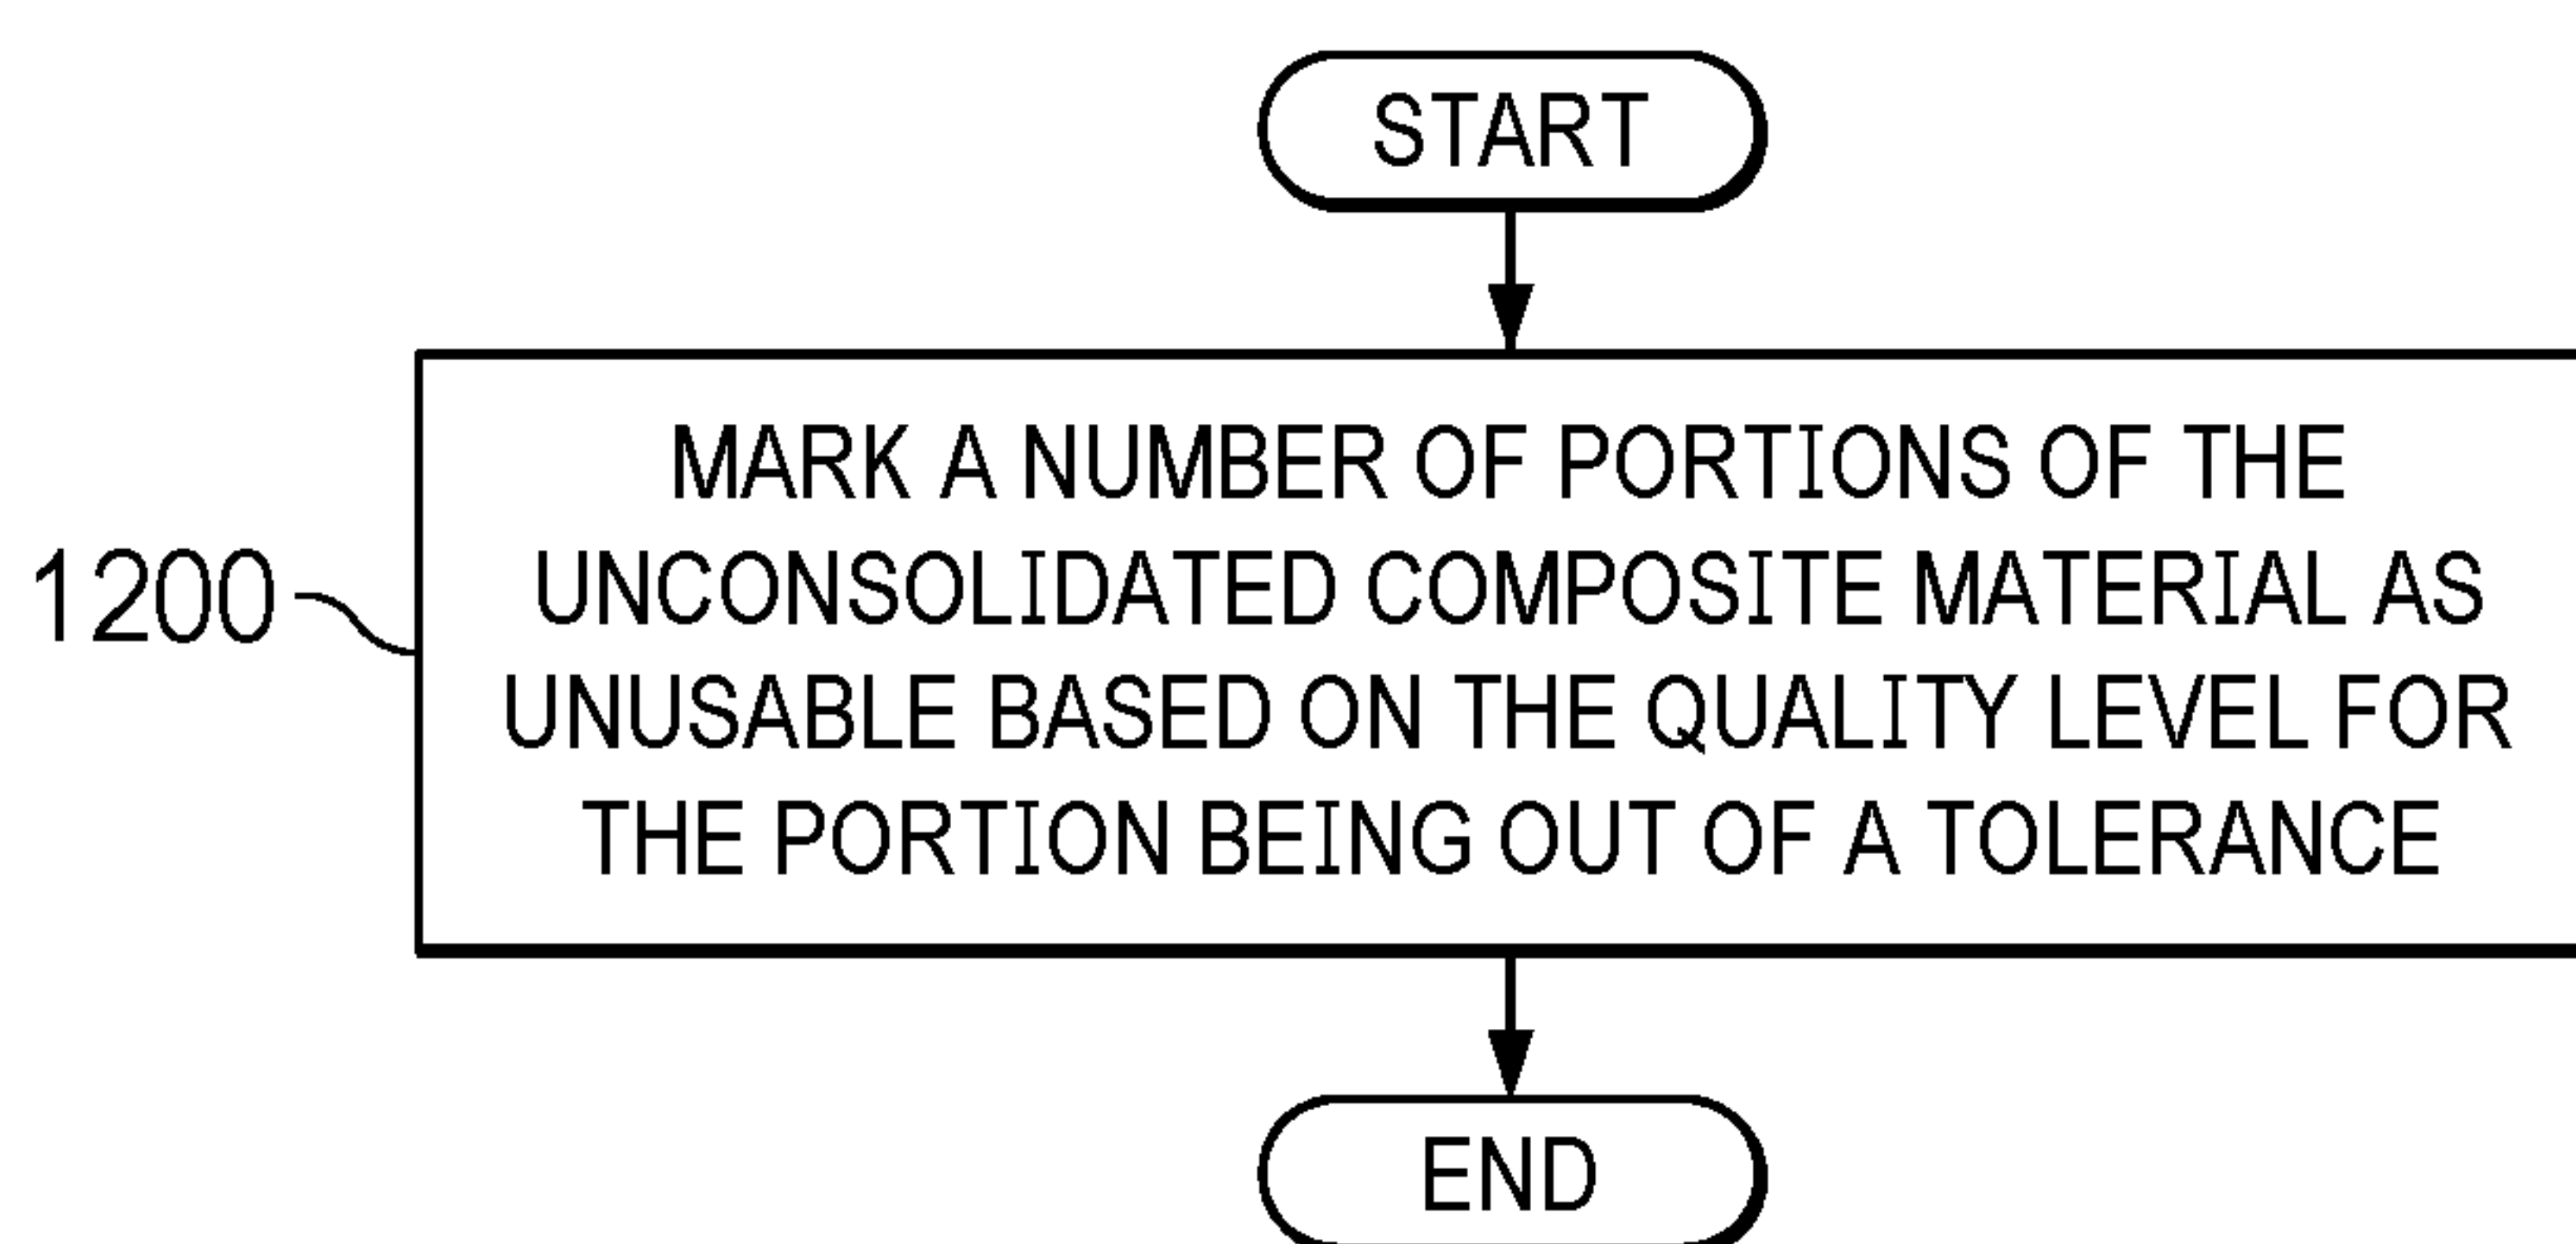 START
MARK A NUMBER OF PORTIONS OF THE
UNCONSOLIDATED COMPOSITE MATERIAL AS
1200
UNUSABLE BASED ON THE QUALITY LEVEL FOR
THE PORTION BEING OUT OF A TOLERANCE
END